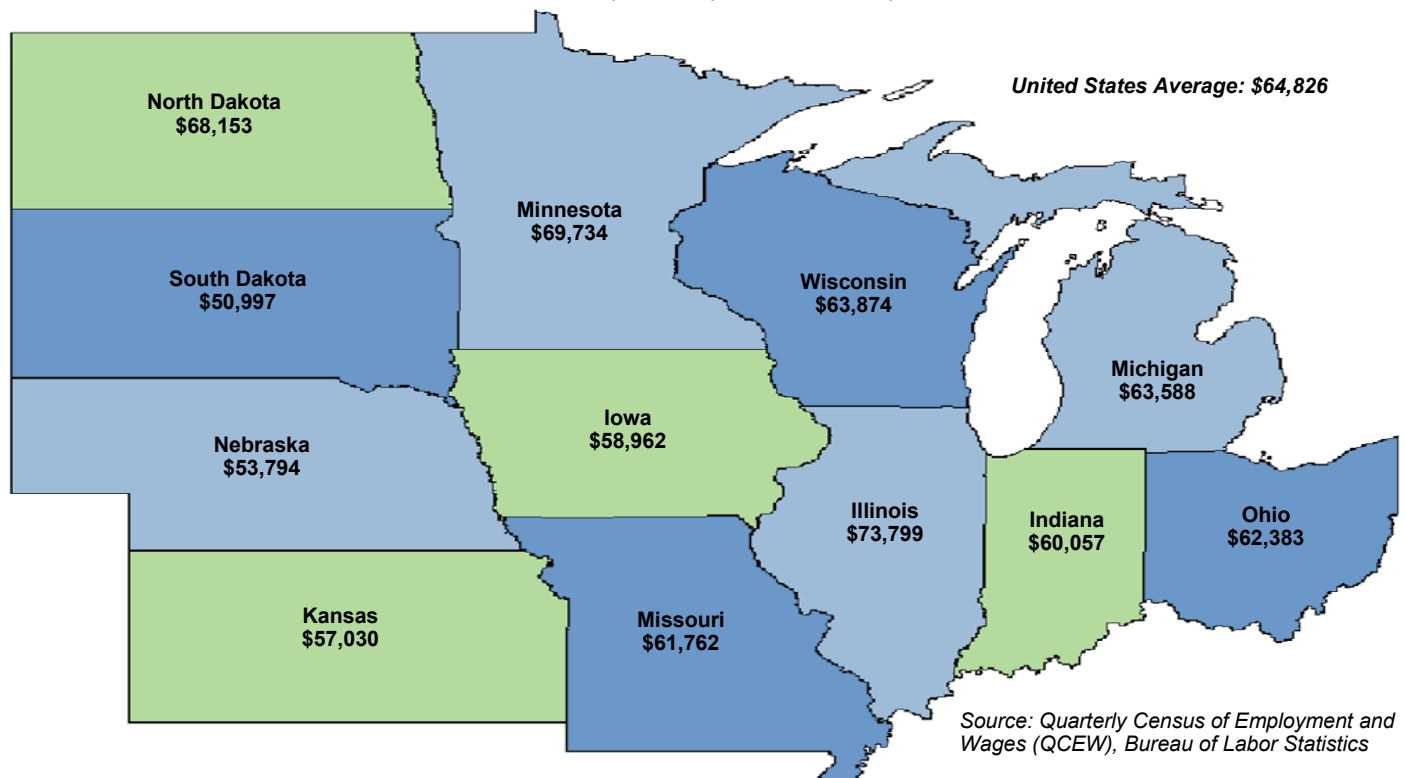 United States Average: $64,826
North Dakota
$68,153
Minnesota
$69,734
South Dakota
$50,997
Wisconsin
$63,874
Michigan
$63,588
Iowa
$58,962
Nebraska
$53,794
Illinois
$73,799
Indiana
$60,057
Ohio
$62,383
Kansas
$57,030
Missouri
$61,762
Source: Quarterly Census of Employment and
Wages (QCEW), Bureau of Labor Statistics